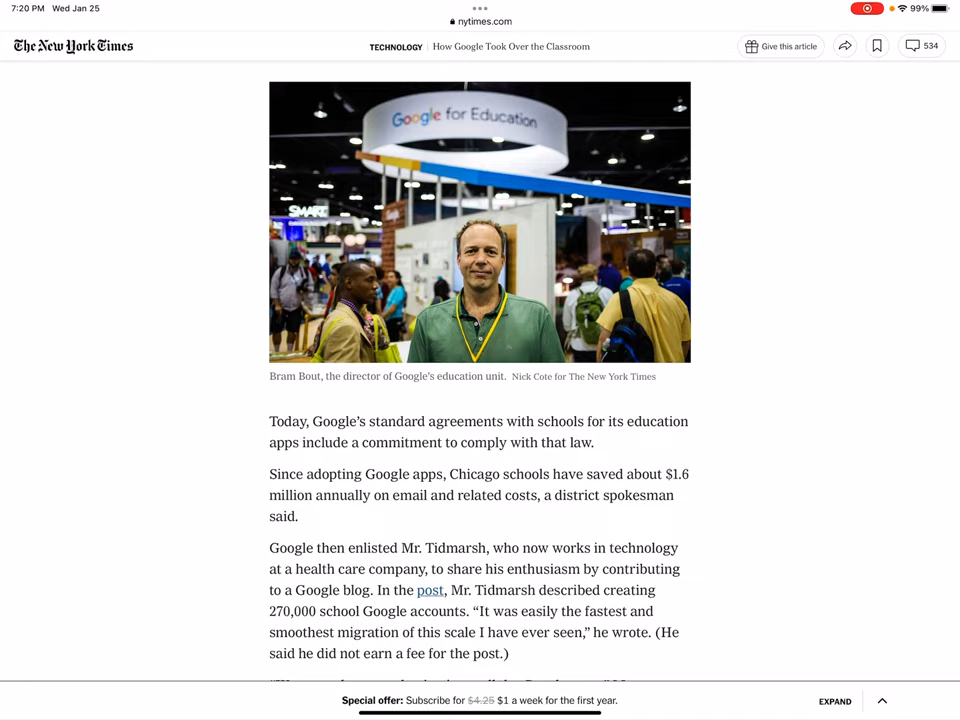 7:20 PM Wed Jan 25
99%
nytimes.com
The New York Times
TECHNOLOGY | How Google Took Over the Classroom
Give this article
534
Google for Education
SMART
Bram Bout, the director of Google’s education unit. Nick Cote for The New York Times
Today, Google’s standard agreements with schools for its education
apps include a commitment to comply with that law.
Since adopting Google apps, Chicago schools have saved about $1.6
million annually on email and related costs, a district spokesman
said.
Google then enlisted Mr. Tidmarsh, who now works in technology
at a health care company, to share his enthusiasm by contributing
to a Google blog. In the post, Mr. Tidmarsh described creating
270,000 school Google accounts. “It was easily the fastest and
smoothest migration of this scale I have ever seen,” he wrote. (He
said he did not earn a fee for the post.)
Special offer: Subscribe for $4.25 $1 a week for the first year.
EXPAND